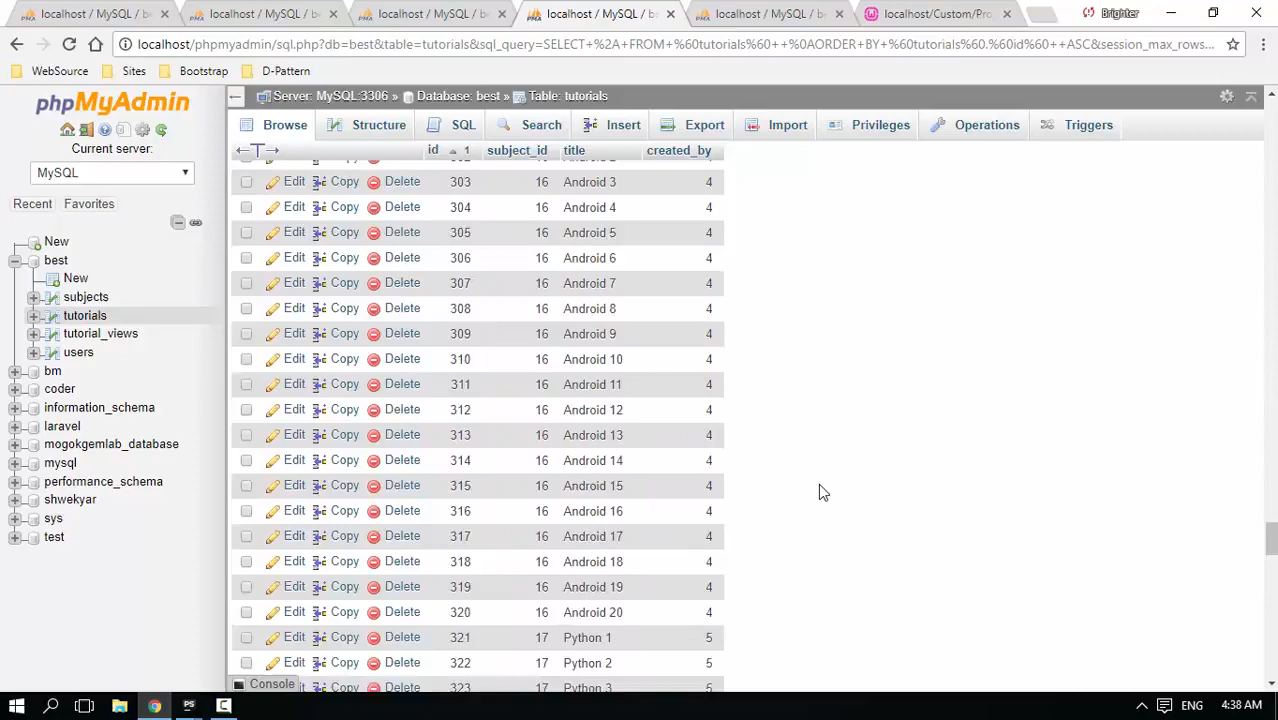 localhost / MySQL:
localhost / MySQL:
localhost / MySQL:
localhost / MySQL:
localhost / MySQL:
localhost/Custom/Pro
Brighter
localhost/phpmyadmin/sql.php?db=best&table=tutorials&sql_query=SELECT+%2A+FROM+%60tutorials%60++%0AORDER+BY+%60tutorials%60.%60id%60++ASC&session_max_rows...
WebSource Sites Bootstrap D-Pattern
phpMyAdmin
Current server:
MySQL
Recent Favorites
New
best
New
subjects
tutorials
tutorial_views
users
bm
coder
information_schema
laravel
mogokgemlab_database
mysql
performance_schema
shwekyar
sys
test
Server: MySQL:3306 » Database: best » Table: tutorials
Browse Structure SQL Search Insert Export Import Privileges Operations Triggers
id 1 subject_id title created_by
Edit Copy Delete 303 16 Android 3 4
Edit Copy Delete 304 16 Android 4 4
Edit Copy Delete 305 16 Android 5 4
Edit Copy Delete 306 16 Android 6 4
Edit Copy Delete 307 16 Android 7 4
Edit Copy Delete 308 16 Android 8 4
Edit Copy Delete 309 16 Android 9 4
Edit Copy Delete 310 16 Android 10 4
Edit Copy Delete 311 16 Android 11 4
Edit Copy Delete 312 16 Android 12 4
Edit Copy Delete 313 16 Android 13 4
Edit Copy Delete 314 16 Android 14 4
Edit Copy Delete 315 16 Android 15 4
Edit Copy Delete 316 16 Android 16 4
Edit Copy Delete 317 16 Android 17 4
Edit Copy Delete 318 16 Android 18 4
Edit Copy Delete 319 16 Android 19 4
Edit Copy Delete 320 16 Android 20 4
Edit Copy Delete 321 17 Python 1 5
Edit Copy Delete 322 17 Python 2 5
Copy Delete 323 17 Python 3 5
Console
ENG 4:38 AM